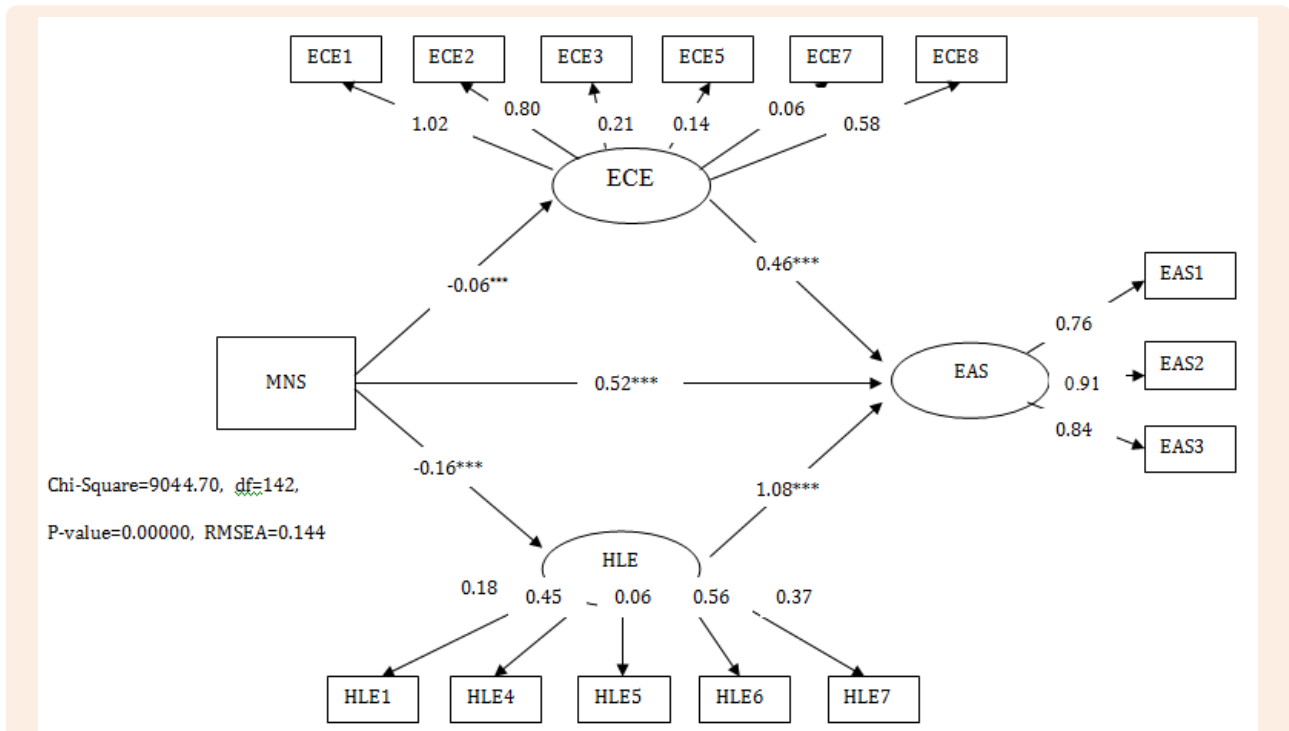 ECE1 ECE2 ECE3 ECE5 ECE7 ECE8
1.02 0.80 0.21 0.14 0.06 0.58
ECE
-0.06***
0.46***
EAS1
0.76
MNS
0.52***
EAS
0.91
EAS2
0.84
EAS3
-0.16***
1.08***
Chi-Square=9044.70, df=142,
P-value=0.00000, RMSEA=0.144
HLE
0.18 0.45 0.06 0.56 0.37
HLE1 HLE4 HLE5 HLE6 HLE7